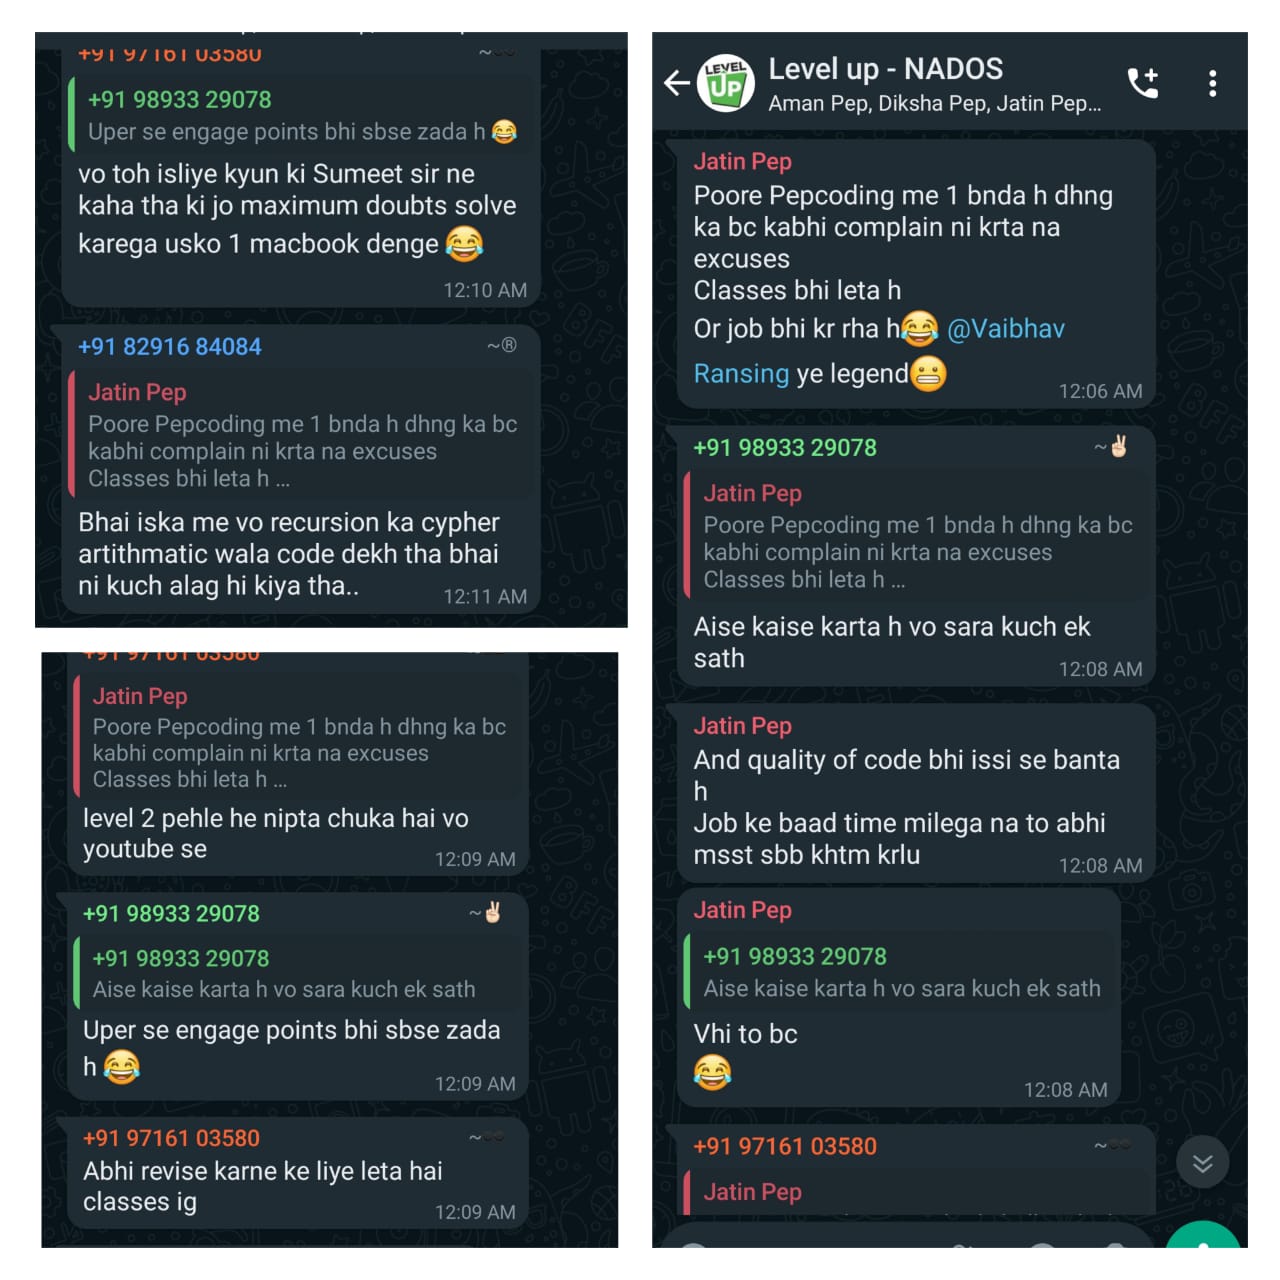 +91 97161 03580
+91 98933 29078
Uper se engage points bhi sbse zada h 😂
vo toh isliye kyun ki Sumeet sir ne
kaha tha ki jo maximum doubts solve
karega usko 1 macbook denge 😂
12:10 AM
+91 82916 84084 ~®
Jatin Pep
Poore Pepcoding me 1 bnda h dhng ka bc
kabhi complain ni krta na excuses
Classes bhi leta h ...
Bhai iska me vo recursion ka cypher
artithmatic wala code dekh tha bhai
ni kuch alag hi kiya tha..
12:11 AM
+91 97161 03580
Jatin Pep
Poore Pepcoding me 1 bnda h dhng ka bc
kabhi complain ni krta na excuses
Classes bhi leta h ...
level 2 pehle he nipta chuka hai vo
youtube se
12:09 AM
+91 98933 29078 ~✌🏻
+91 98933 29078
Aise kaise karta h vo sara kuch ek sath
Uper se engage points bhi sbse zada
h 😂
12:09 AM
+91 97161 03580 ~🕶
Abhi revise karne ke liye leta hai
classes ig
12:09 AM
LEVEL UP
Level up - NADOS
Aman Pep, Diksha Pep, Jatin Pep...
Jatin Pep
Poore Pepcoding me 1 bnda h dhng
ka bc kabhi complain ni krta na
excuses
Classes bhi leta h
Or job bhi kr rha h😂 @Vaibhav
Ransing ye legend😬
12:06 AM
+91 98933 29078 ~✌🏻
Jatin Pep
Poore Pepcoding me 1 bnda h dhng ka bc
kabhi complain ni krta na excuses
Classes bhi leta h ...
Aise kaise karta h vo sara kuch ek
sath
12:08 AM
Jatin Pep
And quality of code bhi issi se banta
h
Job ke baad time milega na to abhi
msst sbb khtm krlu
12:08 AM
Jatin Pep
+91 98933 29078
Aise kaise karta h vo sara kuch ek sath
Vhi to bc
😂
12:08 AM
+91 97161 03580 ~🕶
Jatin Pep